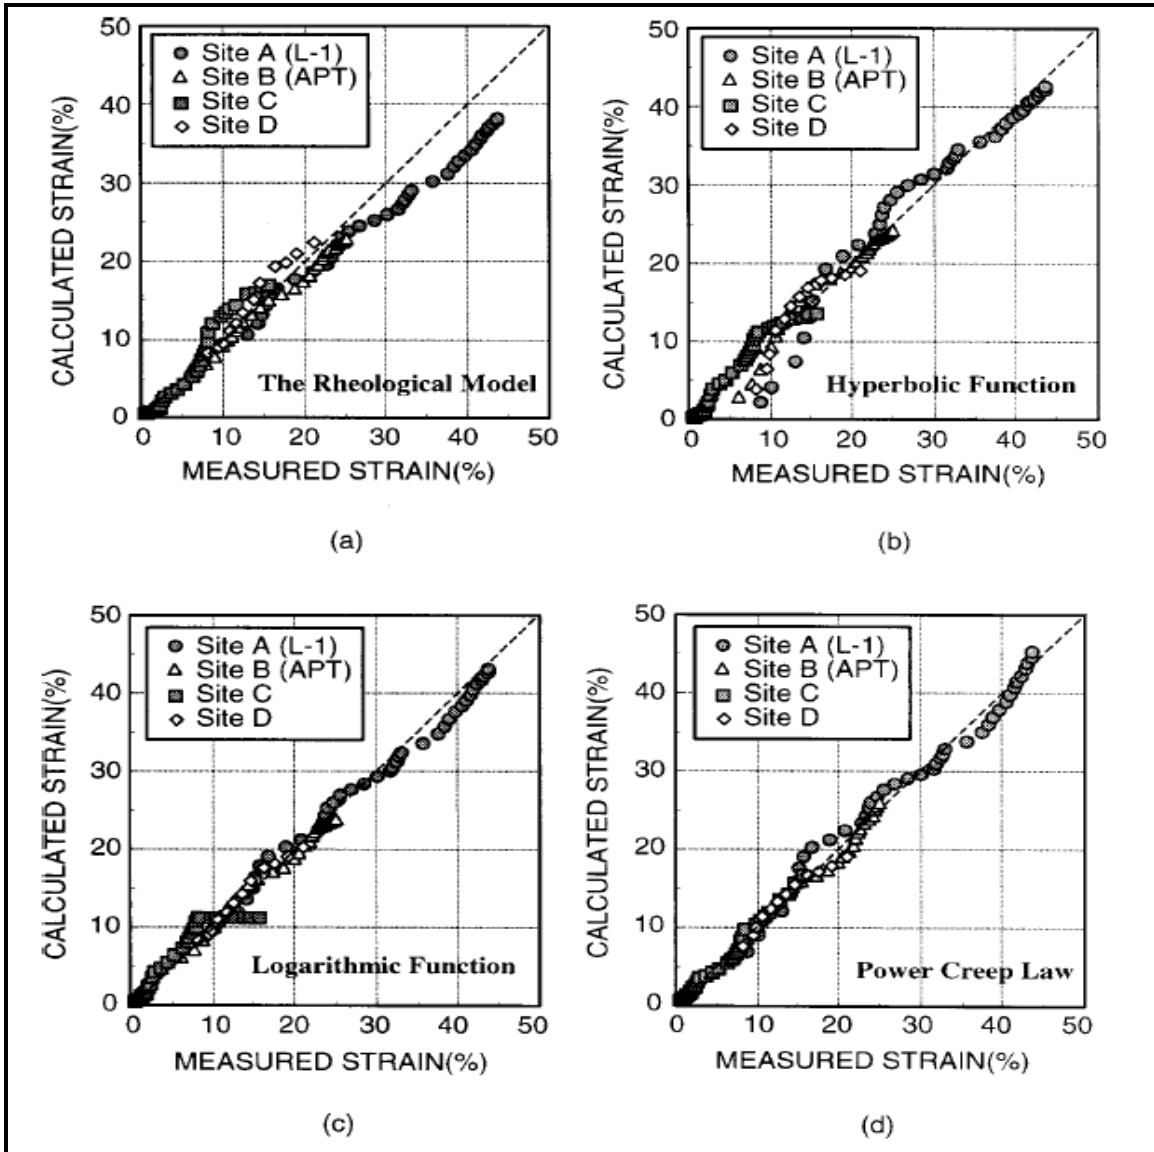 50
40
30
20
10
0
CALCULATED STRAIN(%)
Site A (L-1)
Site B (APT)
Site C
Site D
The Rheological Model
0 10 20 30 40 50
MEASURED STRAIN(%)
(a)
50
40
30
20
10
0
CALCULATED STRAIN(%)
Site A (L-1)
Site B (APT)
Site C
Site D
Hyperbolic Function
0 10 20 30 40 50
MEASURED STRAIN(%)
(b)
50
40
30
20
10
0
CALCULATED STRAIN(%)
Site A (L-1)
Site B (APT)
Site C
Site D
Logarithmic Function
0 10 20 30 40 50
MEASURED STRAIN(%)
(c)
50
40
30
20
10
0
CALCULATED STRAIN(%)
Site A (L-1)
Site B (APT)
Site C
Site D
Power Creep Law
0 10 20 30 40 50
MEASURED STRAIN(%)
(d)